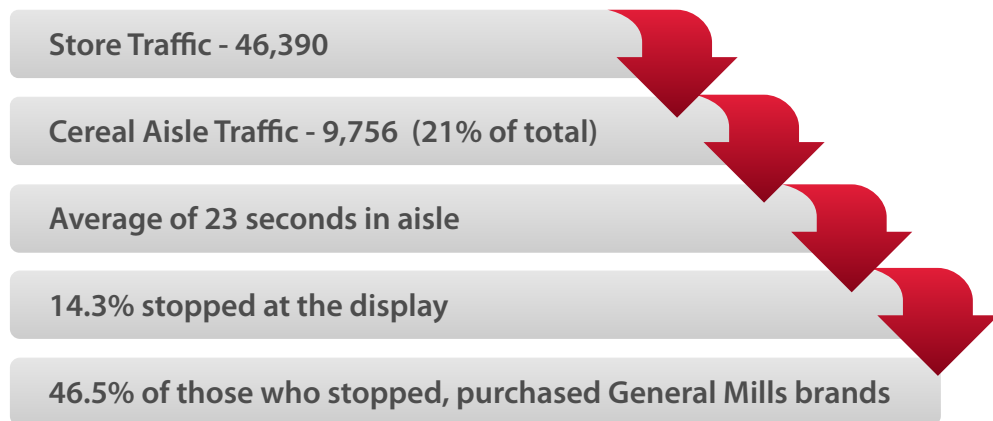 Store Traffic - 46,390
Cereal Aisle Traffic - 9,756 (21% of total)
Average of 23 seconds in aisle
14.3% stopped at the display
46.5% of those who stopped, purchased General Mills brands